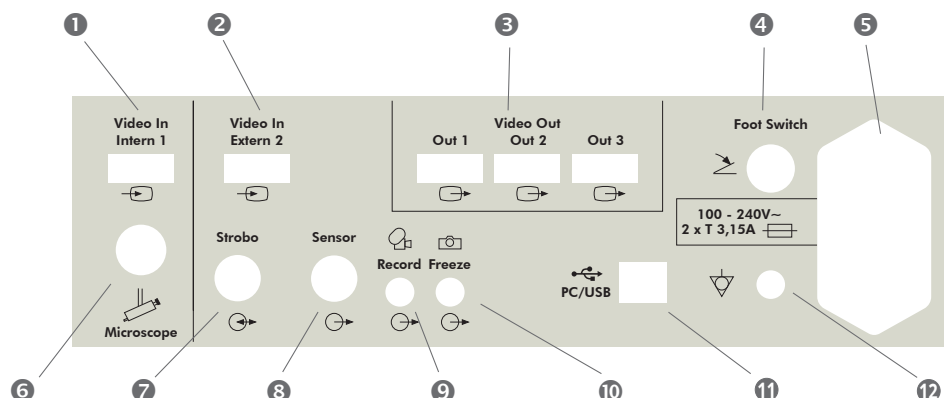 1 2 3 4 5
Video In
Intern 1
Video In
Extern 2
Video Out
Out 1 Out 2 Out 3
Foot Switch
100 - 240V~
2 x T 3,15A
Strobo
Sensor
Record
Freeze
PC/USB
Microscope
6 7 8 9 10 11 12